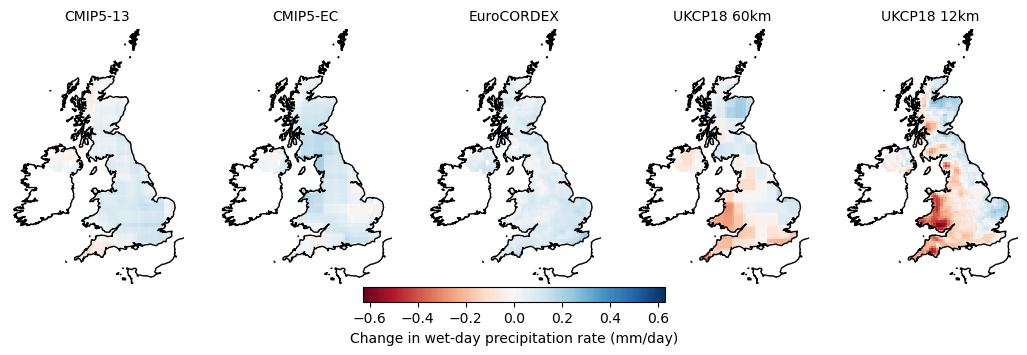 CMIP5-13 CMIP5-EC EuroCORDEX UKCP18 60km UKCP18 12km
−0.6 −0.4 −0.2 0.0 0.2 0.4 0.6
Change in wet-day precipitation rate (mm/day)